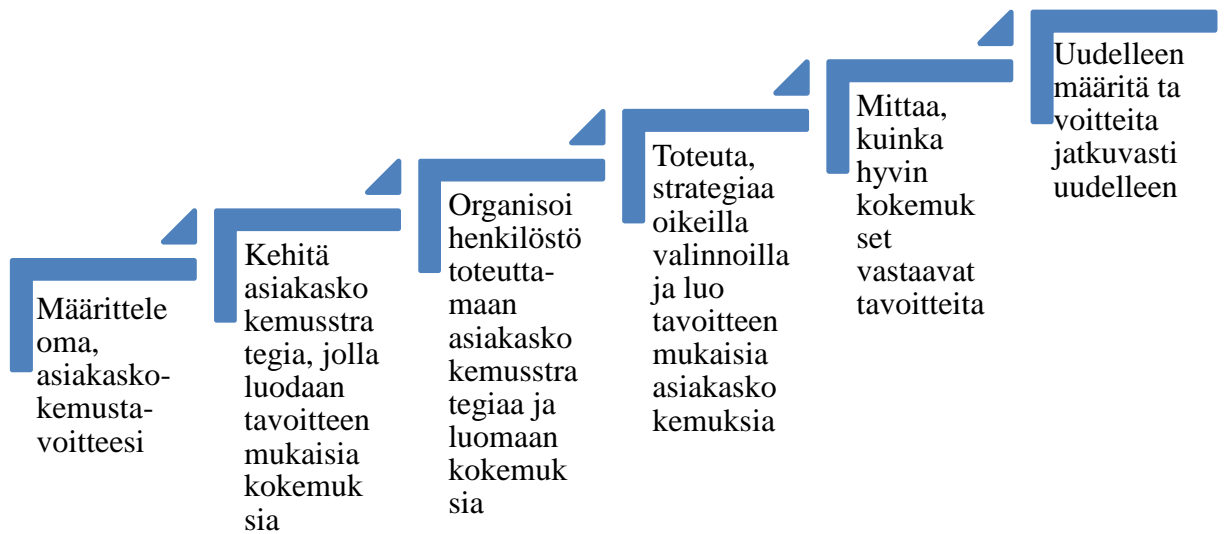 Määrittele
oma,
asiakasko-
kemusta-
voitteesi
Kehitä
asiakasko
kemusstra
tegia, jolla
luodaan
tavoitteen
mukaisia
kokemuk
sia
Organisoi
henkilöstö
toteutta-
maan
asiakasko
kemusstra
tegiaa ja
luomaan
kokemuk
sia
Toteuta,
strategiaa
oikeilla
valinnoilla
ja luo
tavoitteen
mukaisia
asiakasko
kemuksia
Mittaa,
kuinka
hyvin
kokemuk
set
vastaavat
tavoitteita
Uudelleen
määritä ta
voitteita
jatkuvasti
uudelleen